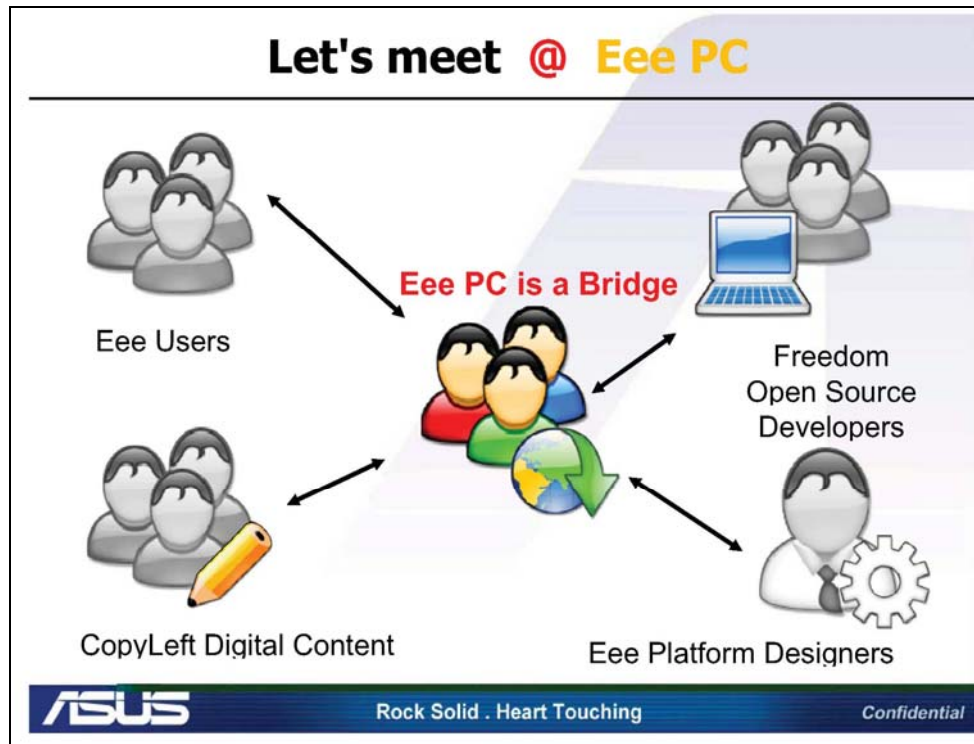 Let's meet @ Eee PC
Eee PC is a Bridge
Eee Users
Freedom
Open Source
Developers
CopyLeft Digital Content
Eee Platform Designers
ASUS
Rock Solid . Heart Touching
Confidential